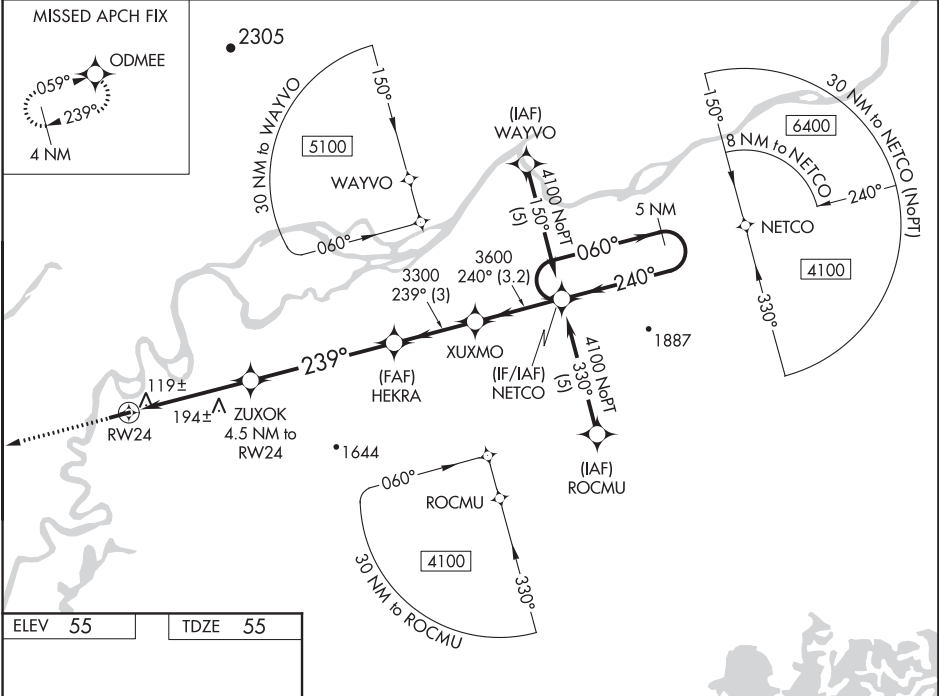 MISSED APCH FIX
ODMEE
059°
239°
4 NM
2305
30 NM to WAYVO
150°
5100
WAYVO
060°
(IAF)
WAYVO
4100 NoPT
150°
(5)
150°
6400
30 NM to NETCO (NoPT)
8 NM to NETCO
240°
NETCO
4100
330°
5 NM
060°
240°
3600
240° (3.2)
3300
239° (3)
1887
XUXMO
(IF/IAF)
NETCO
4100 NoPT
330°
(5)
(FAF)
HEKRA
239°
119±
194±
ZUXOK
4.5 NM to
RW24
RW24
1644
(IAF)
ROCMU
060°
ROCMU
4100
330°
30 NM to ROCMU
ELEV 55
TDZE 55